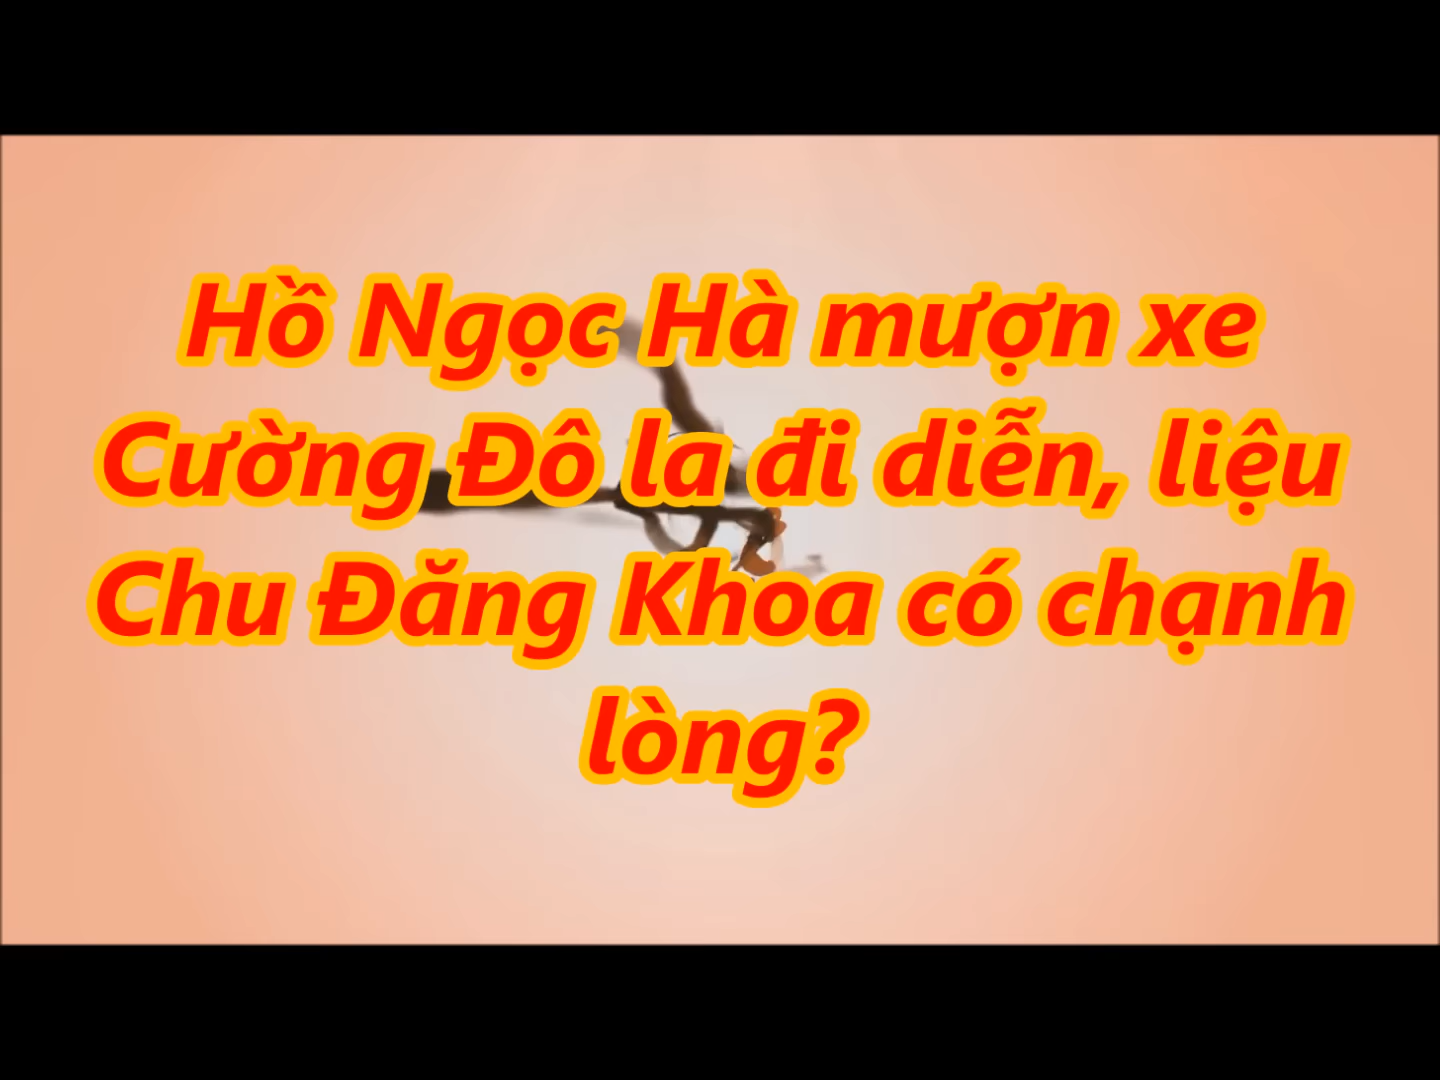 Hồ Ngọc Hà mượn xe
Cường Đô la đi diễn, liệu
Chu Đăng Khoa có chạnh
lòng?